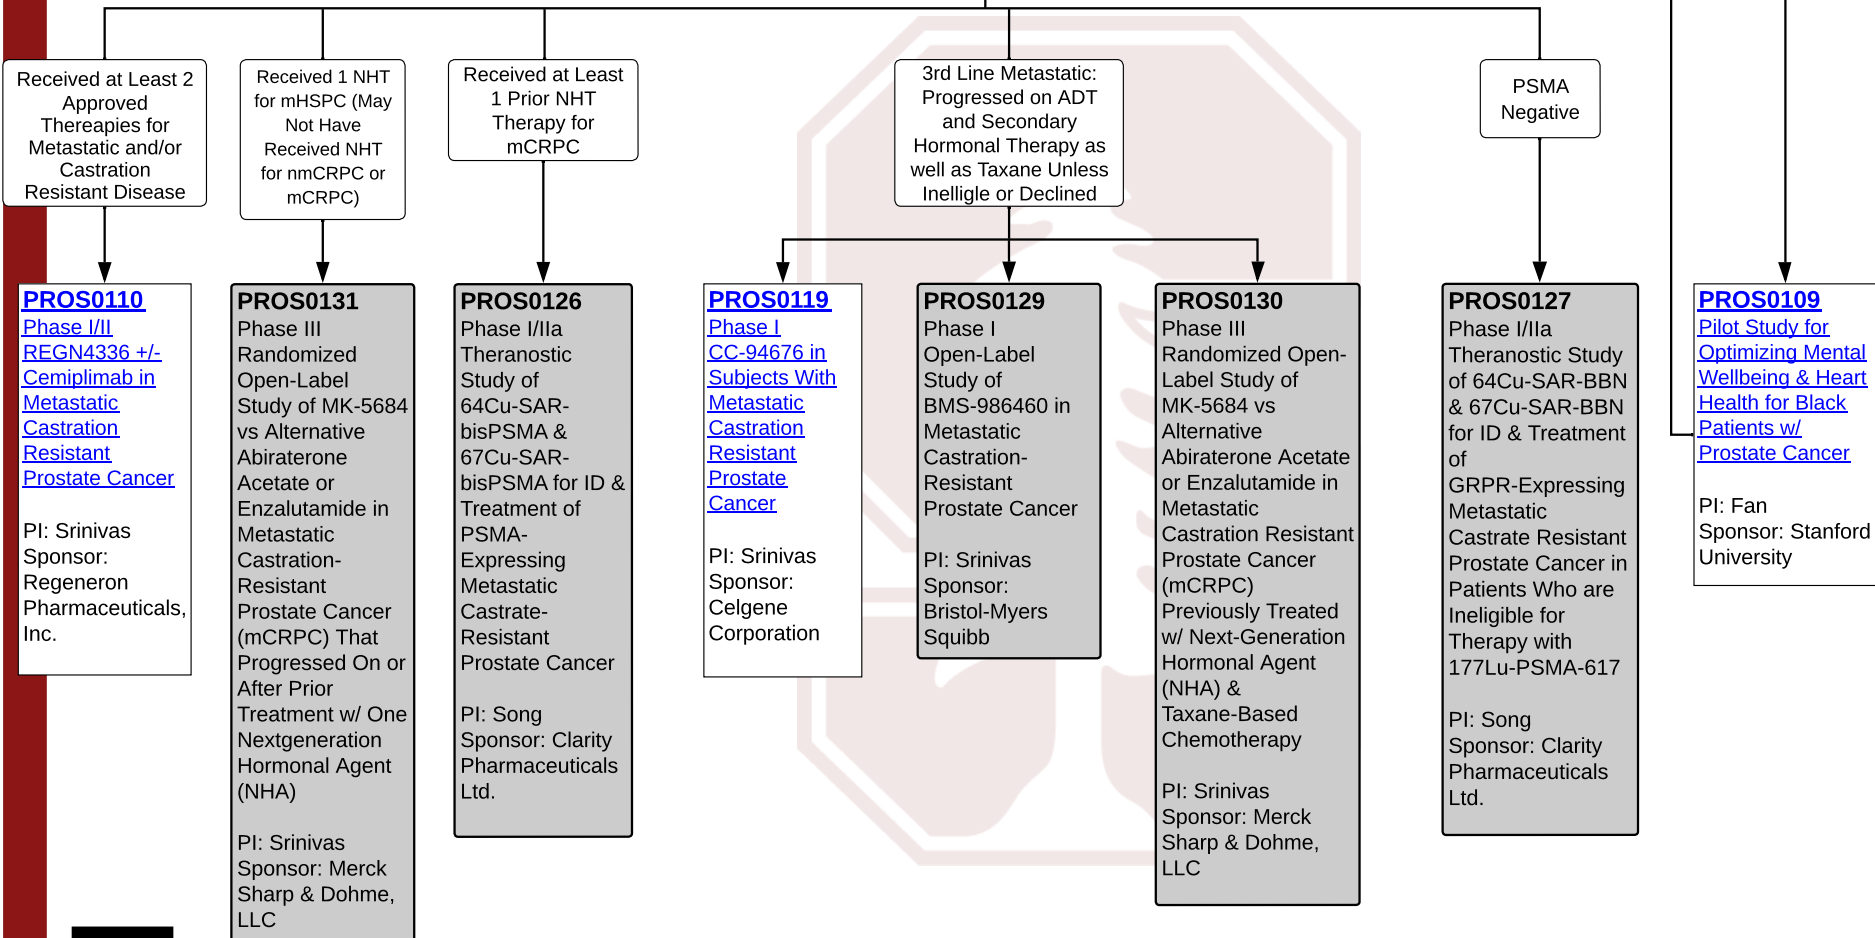 Received at Least 2
Approved
Thereapies for
Metastatic and/or
Castration
Resistant Disease
Received 1 NHT
for mHSPC (May
Not Have
Received NHT
for nmCRPC or
mCRPC)
Received at Least
1 Prior NHT
Therapy for
mCRPC
3rd Line Metastatic:
Progressed on ADT
and Secondary
Hormonal Therapy as
well as Taxane Unless
Inelligle or Declined
PSMA
Negative
PROS0110
Phase I/II
REGN4336 +/-
Cemiplimab in
Metastatic
Castration
Resistant
Prostate Cancer
PI: Srinivas
Sponsor:
Regeneron
Pharmaceuticals,
Inc.
PROS0131
Phase III
Randomized
Open-Label
Study of MK-5684
vs Alternative
Abiraterone
Acetate or
Enzalutamide in
Metastatic
Castration-
Resistant
Prostate Cancer
(mCRPC) That
Progressed On or
After Prior
Treatment w/ One
Nextgeneration
Hormonal Agent
(NHA)
PI: Srinivas
Sponsor: Merck
Sharp & Dohme,
LLC
PROS0126
Phase I/IIa
Theranostic
Study of
64Cu-SAR-
bisPSMA &
67Cu-SAR-
bisPSMA for ID &
Treatment of
PSMA-
Expressing
Metastatic
Castrate-
Resistant
Prostate Cancer
PI: Song
Sponsor: Clarity
Pharmaceuticals
Ltd.
PROS0119
Phase I
CC-94676 in
Subjects With
Metastatic
Castration
Resistant
Prostate
Cancer
PI: Srinivas
Sponsor:
Celgene
Corporation
PROS0129
Phase I
Open-Label
Study of
BMS-986460 in
Metastatic
Castration-
Resistant
Prostate Cancer
PI: Srinivas
Sponsor:
Bristol-Myers
Squibb
PROS0130
Phase III
Randomized Open-
Label Study of
MK-5684 vs
Alternative
Abiraterone Acetate
or Enzalutamide in
Metastatic
Castration Resistant
Prostate Cancer
(mCRPC)
Previously Treated
w/ Next-Generation
Hormonal Agent
(NHA) &
Taxane-Based
Chemotherapy
PI: Srinivas
Sponsor: Merck
Sharp & Dohme,
LLC
PROS0127
Phase I/IIa
Theranostic Study
of 64Cu-SAR-BBN
& 67Cu-SAR-BBN
for ID & Treatment
of
GRPR-Expressing
Metastatic
Castrate Resistant
Prostate Cancer in
Patients Who are
Ineligible for
Therapy with
177Lu-PSMA-617
PI: Song
Sponsor: Clarity
Pharmaceuticals
Ltd.
PROS0109
Pilot Study for
Optimizing Mental
Wellbeing & Heart
Health for Black
Patients w/
Prostate Cancer
PI: Fan
Sponsor: Stanford
University